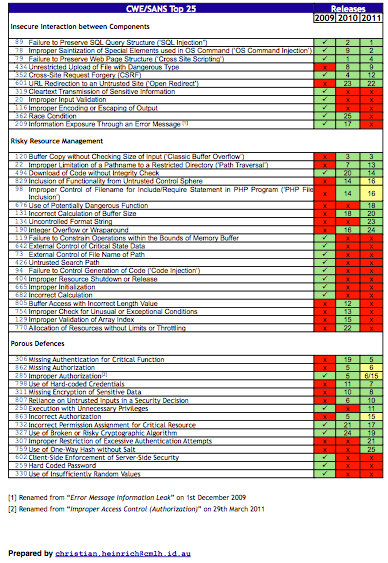 CWE/SANS Top 25 Releases
2009 2010 2011
Insecure Interaction between Components
89 Failure to Preserve SQL Query Structure ('SQL Injection') ✓ 2 1
78 Improper Saintization of Special Elements used in OS Command ('OS Command Injection') ✓ 9 2
79 Failure to Preserve Web Page Structure ('Cross Site Scripting') ✓ 1 4
434 Unrestricted Upload of File with Dangerous Type x 8 9
352 Cross-Site Request Forgery (CSRF) ✓ 4 12
601 URL Redirection to an Untrusted Site ('Open Redirect') x 23 22
319 Cleartext Transmission of Sensitive Information ✓ x x
20 Improper Input Validation ✓ x x
116 Improper Encoding or Escaping of Output ✓ x x
362 Race Condition ✓ 25 x
209 Information Exposure Through an Error Message [1] ✓ 17 x
Risky Resource Management
120 Buffer Copy without Checking Size of Input ('Classic Buffer Overflow') x 3 3
22 Improper Limitation of a Pathname to a Restricted Directory ('Path Traversal') x 7 13
494 Download of Code without Integrity Check ✓ 20 14
829 Inclusion of Functionality from Untrusted Control Sphere x 14 16
98 Improper Control of Filename for Include/Require Statement in PHP Program ('PHP File
Inclusion') x 14 16
676 Use of Potentially Dangerous Function x x 18
131 Incorrect Calculation of Buffer Size x 18 20
134 Uncontrolled Format String x x 23
190 Integer Overflow or Wraparound x 16 24
119 Failure to Constrain Operations within the Bounds of Memory Buffer ✓ x x
642 External Control of Critical State Data ✓ x x
73 External Control of File Name of Path ✓ x x
426 Untrusted Search Path ✓ x x
94 Failure to Control Generation of Code ('Code Injection') ✓ x x
404 Improper Resource Shutdown or Release ✓ x x
665 Improper Initialization ✓ x x
682 Incorrect Calculation ✓ x x
805 Buffer Access with Incorrect Length Value x 12 x
754 Improper Check for Unusual or Exceptional Conditions x 13 x
129 Improper Validation of Array Index x 15 x
770 Allocation of Resources without Limits or Throttling x 22 x
Porous Defences
306 Missing Authentication for Critical Function x 19 5
862 Missing Authorization x 5 6
285 Improper Authorization[2] ✓ 5 6/15
798 Use of Hard-coded Credentials x 11 7
311 Missing Encryption of Sensitive Data x 10 8
807 Reliance on Untrusted Inputs in a Security Decision x 6 10
250 Execution with Unnecessary Privileges ✓ x 11
863 Incorrect Authorization x 5 15
732 Incorrect Permission Assignment for Critical Resource ✓ 21 17
327 Use of Broken or Risky Cryptographic Algorithm ✓ 24 19
307 Improper Restriction of Excessive Authentication Attempts x x 21
759 Use of One-Way Hash without Salt x x 25
602 Client-Side Enforcement of Server-Side Security ✓ x x
259 Hard Coded Password ✓ x x
330 Use of Insufficiently Random Values ✓ x x
[1] Renamed from "Error Message Information Leak" on 1st December 2009
[2] Renamed from "Improper Access Control (Authorization)" on 29th March 2011
Prepared by christian.heinrich@cmlh.id.au